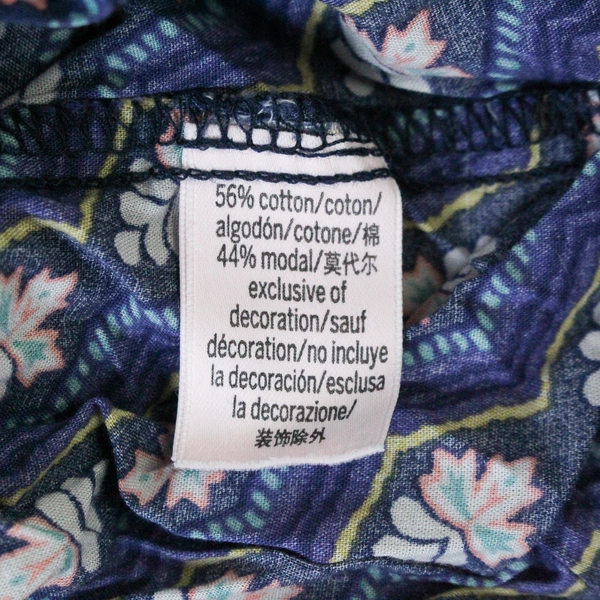 56% cotton/coton/
algodón/cotone/棉
44% modal/莫代尔
exclusive of
decoration/sauf
décoration/no incluye
la decoración/esclusa
la decorazione/
装饰除外